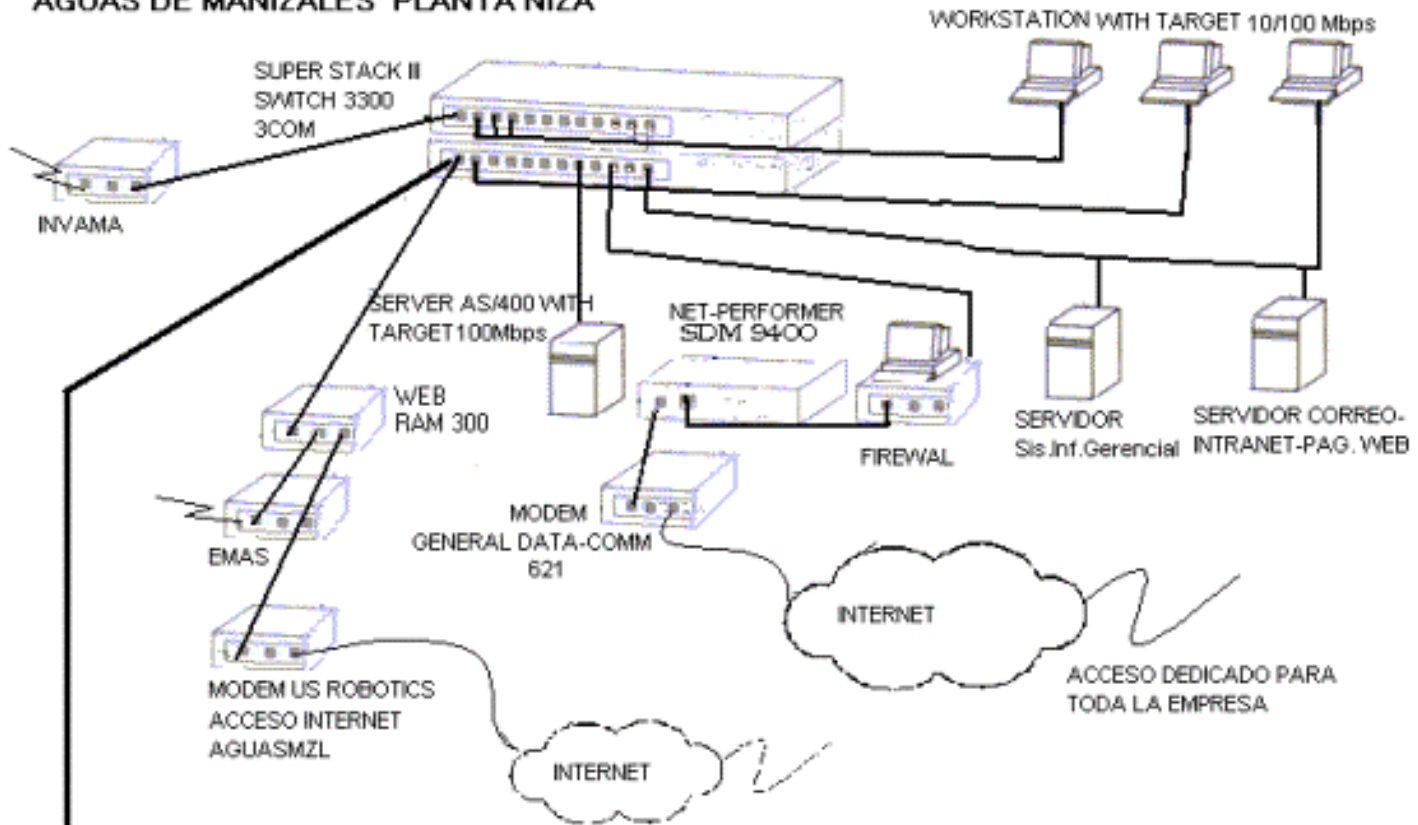 AGUAS DE MANIZALES PLANTA NIZA
WORKSTATION WITH TARGET 10/100 Mbps
SUPER STACK II
SWITCH 3300
3COM
INVAMA
SERVER AS/400 WITH
TARGET 100Mbps
NET-PERFORMER
SDM 9400
WEB
RAM 300
FIREWAL
SERVIDOR
Sis.Inf.Gerencial
SERVIDOR CORREO-
INTRANET-PAG. WEB
EMAS
MODEM
GENERAL DATA-COMM
621
INTERNET
ACCESO DEDICADO PARA
TODA LA EMPRESA
MODEM US ROBOTICS
ACCESO INTERNET
AGUASMZL
INTERNET